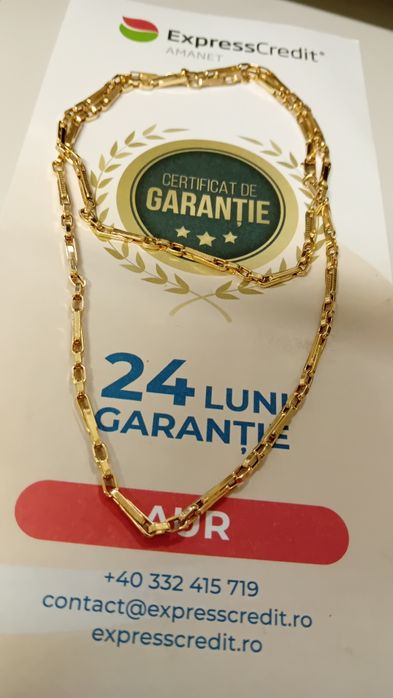 ExpressCredit®
AMANET
CERTIFICAT DE
GARANȚIE
24 LUNI
GARANȚIE
AUR
+40 332 415 719
contact@expresscredit.ro
expresscredit.ro